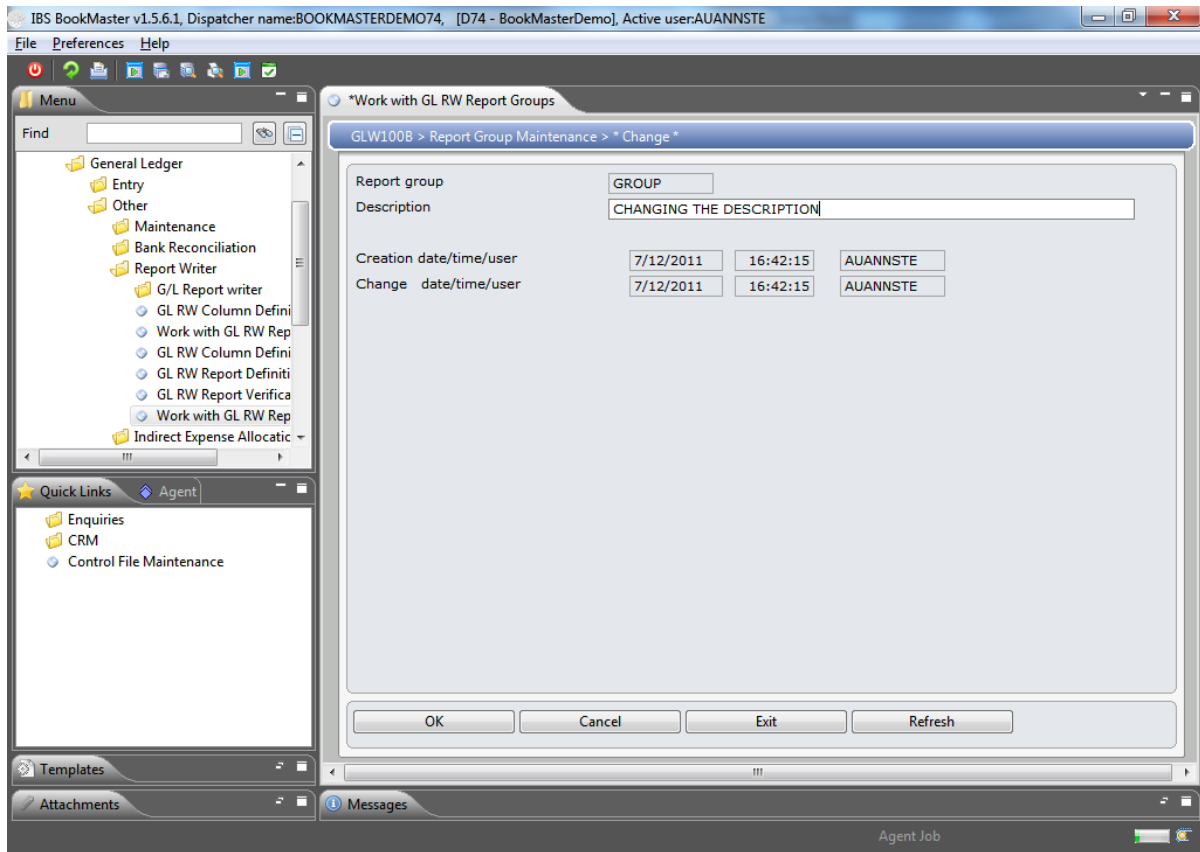 IBS BookMaster v1.5.6.1, Dispatcher name:BOOKMASTERDEMO74, [D74 - BookMasterDemo], Active user:AUANNSTE
File Preferences Help
Menu
Find
General Ledger
Entry
Other
Maintenance
Bank Reconciliation
Report Writer
G/L Report writer
GL RW Column Defini
Work with GL RW Rep
GL RW Column Defini
GL RW Report Definiti
GL RW Report Verifica
Work with GL RW Rep
Indirect Expense Allocatic
Quick Links Agent
Enquiries
CRM
Control File Maintenance
Templates
Attachments
*Work with GL RW Report Groups
GLW100B > Report Group Maintenance > * Change *
Report group GROUP
Description CHANGING THE DESCRIPTION
Creation date/time/user 7/12/2011 16:42:15 AUANNSTE
Change date/time/user 7/12/2011 16:42:15 AUANNSTE
OK Cancel Exit Refresh
Messages
Agent Job